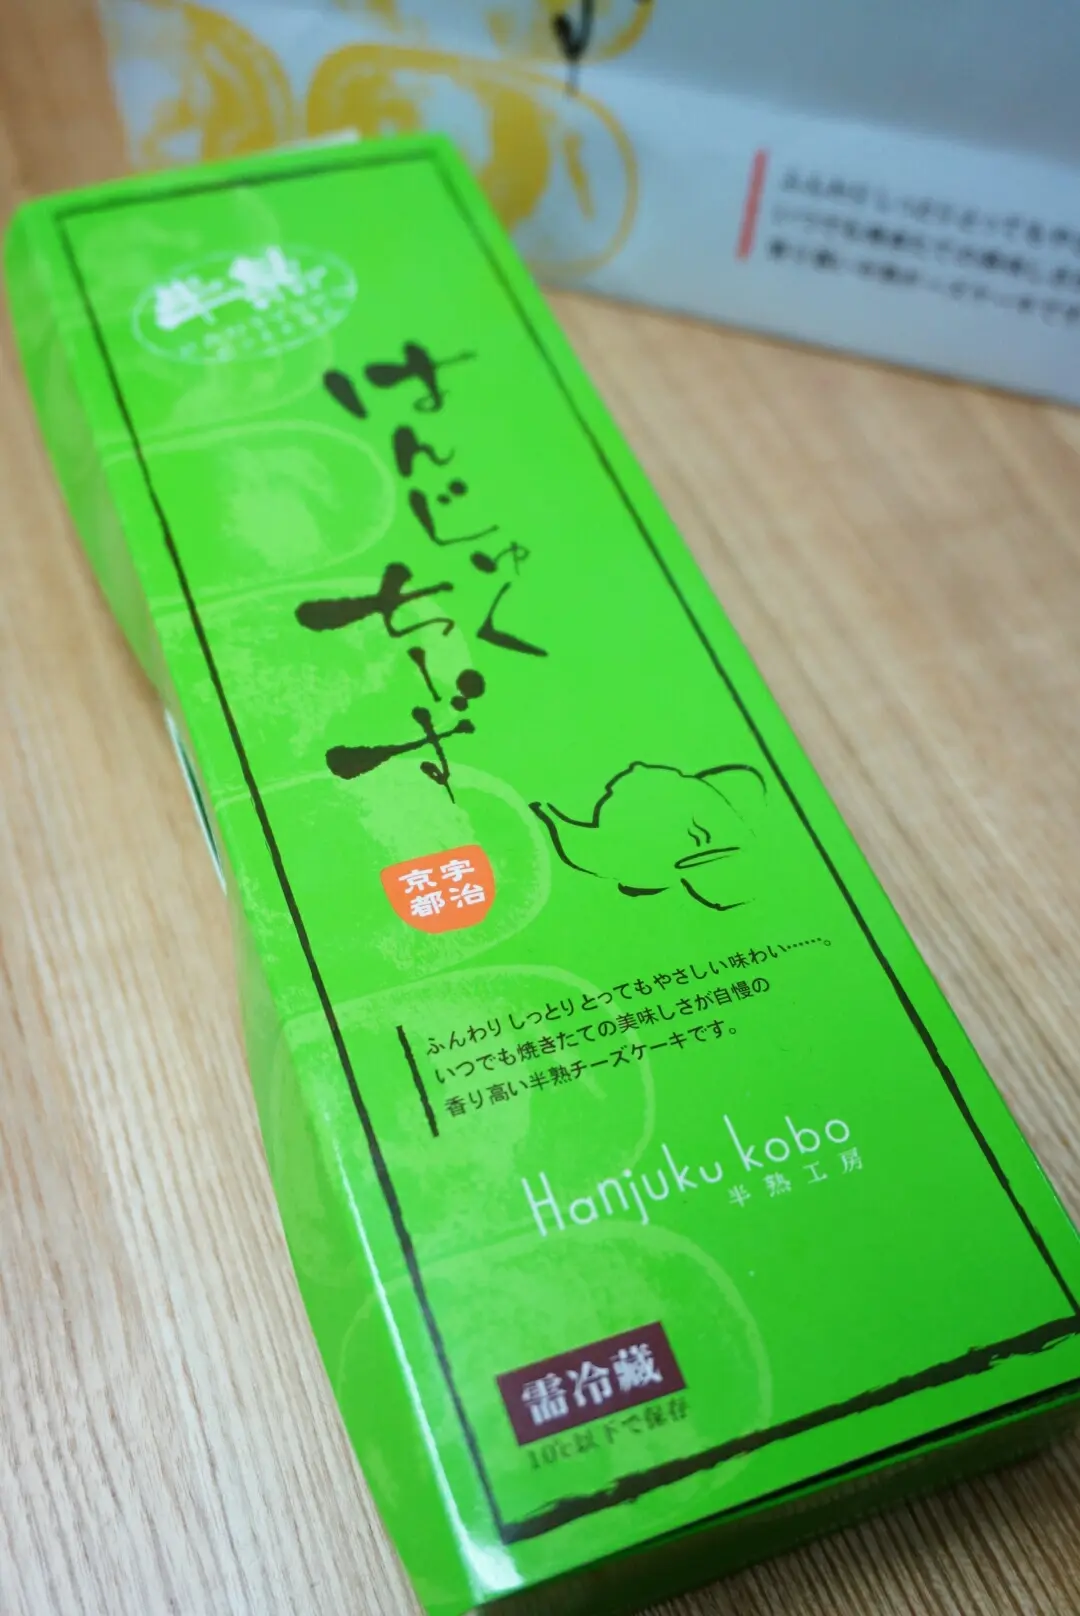 はんじゅく
ちーず
京都
宇治
ふんわり しっとり とってもやさしい味わい……。
いつでも焼きたての美味しさが自慢の
香り高い半熟チーズケーキです。
Hanjuku kobo
半熟工房
需冷藏
10℃以下で保存